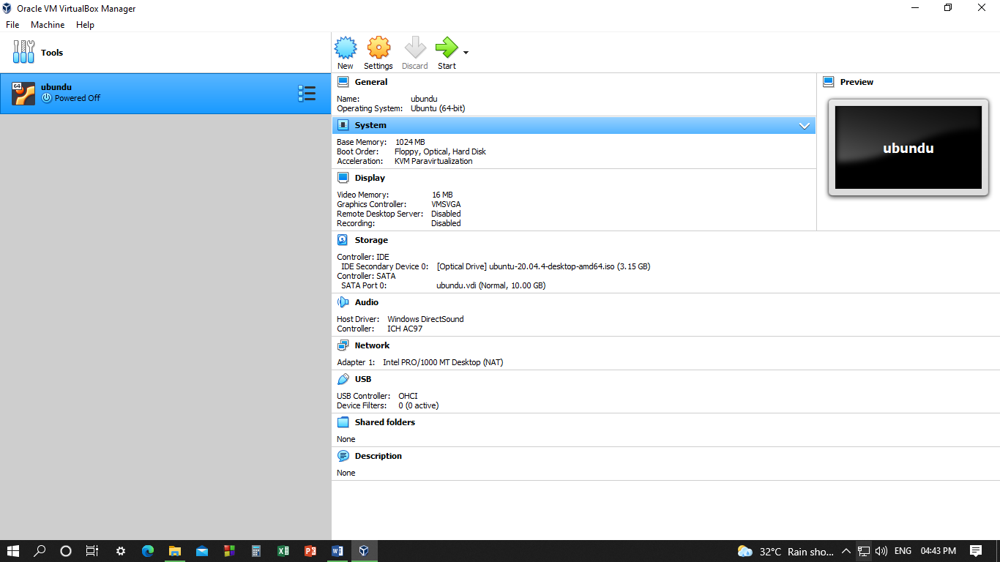 Oracle VM VirtualBox Manager
File Machine Help
Tools
New Settings Discard Start
64
ubundu
Powered Off
General
Name: ubundu
Operating System: Ubuntu (64-bit)
System
Base Memory: 1024 MB
Boot Order: Floppy, Optical, Hard Disk
Acceleration: KVM Paravirtualization
Display
Video Memory: 16 MB
Graphics Controller: VMSVGA
Remote Desktop Server: Disabled
Recording: Disabled
Preview
ubundu
Storage
Controller: IDE
IDE Secondary Device 0: [Optical Drive] ubuntu-20.04.4-desktop-amd64.iso (3.15 GB)
Controller: SATA
SATA Port 0: ubundu.vdi (Normal, 10.00 GB)
Audio
Host Driver: Windows DirectSound
Controller: ICH AC97
Network
Adapter 1: Intel PRO/1000 MT Desktop (NAT)
USB
USB Controller: OHCI
Device Filters: 0 (0 active)
Shared folders
None
Description
None
32°C Rain sho... ENG 04:43 PM